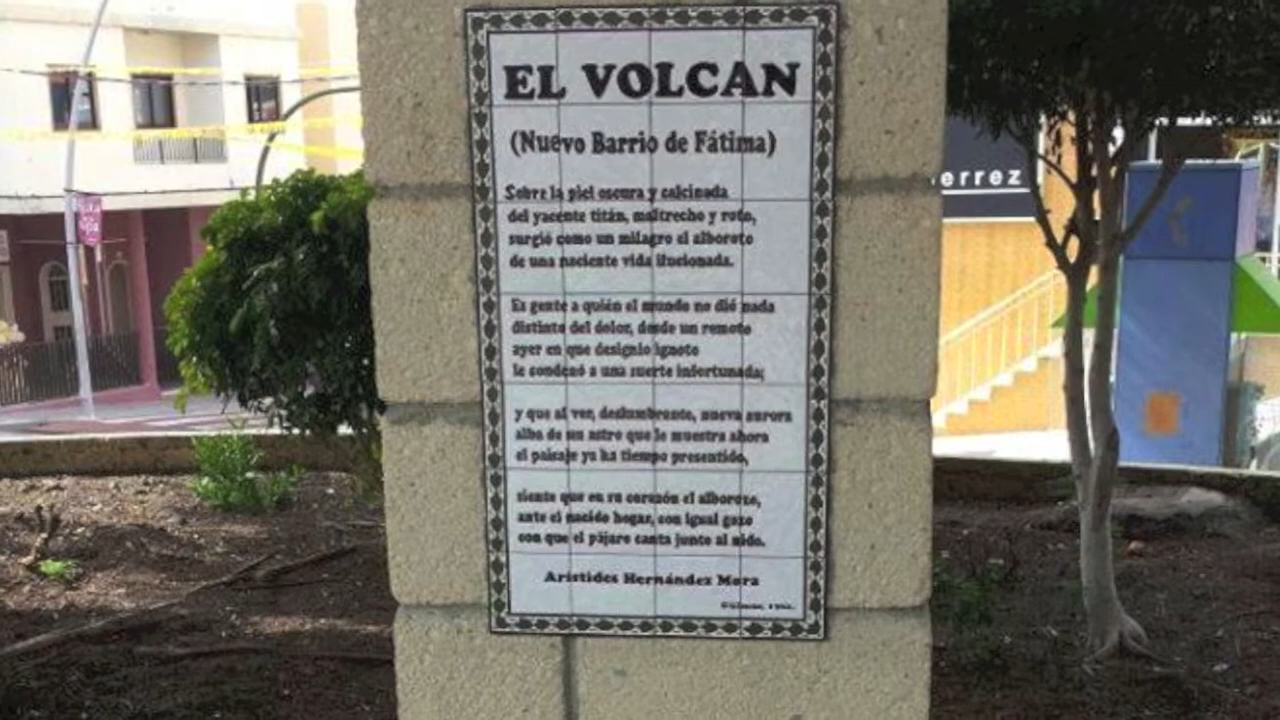 EL VOLCAN
(Nuevo Barrio de Fátima)
Sobre la piel oscura y calcinada
del yacente titán, maltrecho y roto,
surgió como un milagro el alboroto
de una naciente vida ilucionada.
Es gente a quién el mundo no dió nada
distinto del dolor, desde un remoto
ayer en que designio ignoto
le condenó a una suerte infortunada;
y que al ver, deslumbrante, nueva aurora
alba de un astro que le muestra ahora
el paisaje ya ha tiempo presentido,
siente que en su corazón el alborozo,
ante el nacido hogar, con igual gozo
con que el pájaro canta junto al nido.
Arístides Hernández Mora
errez